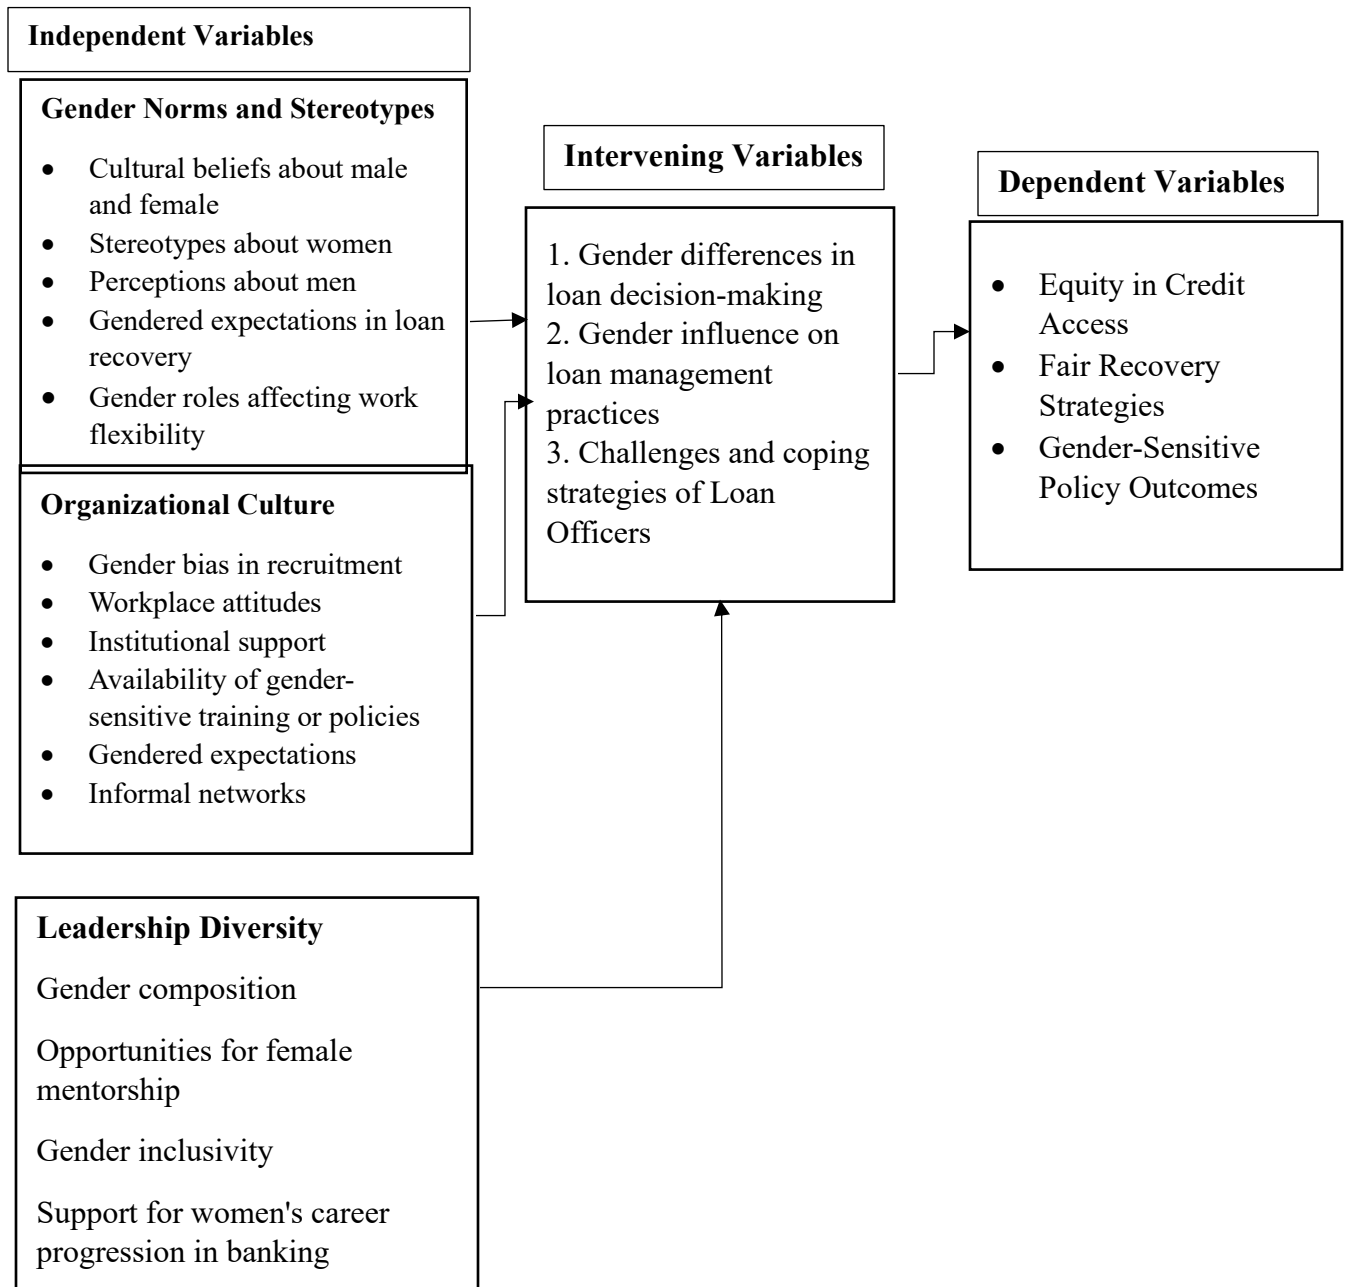 Independent Variables
Gender Norms and Stereotypes
• Cultural beliefs about male
and female
• Stereotypes about women
• Perceptions about men
• Gendered expectations in loan
recovery
• Gender roles affecting work
flexibility
Organizational Culture
• Gender bias in recruitment
• Workplace attitudes
• Institutional support
• Availability of gender-
sensitive training or policies
• Gendered expectations
• Informal networks
Leadership Diversity
Gender composition
Opportunities for female
mentorship
Gender inclusivity
Support for women's career
progression in banking
Intervening Variables
1. Gender differences in
loan decision-making
2. Gender influence on
loan management
practices
3. Challenges and coping
strategies of Loan
Officers
Dependent Variables
• Equity in Credit
Access
• Fair Recovery
Strategies
• Gender-Sensitive
Policy Outcomes